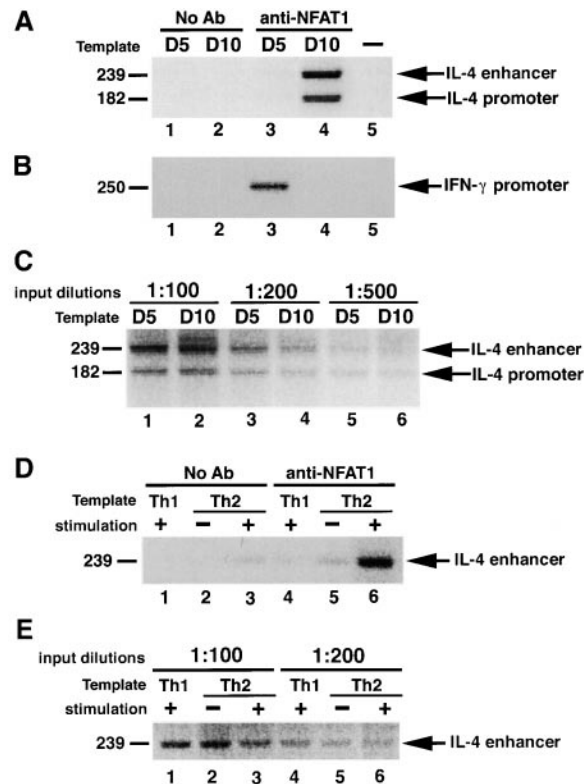 A
No Ab anti-NFAT1
Template D5 D10 D5 D10 —
239 IL-4 enhancer
182 IL-4 promoter
1 2 3 4 5
B
250 IFN-γ promoter
1 2 3 4 5
C
input dilutions 1:100 1:200 1:500
Template D5 D10 D5 D10 D5 D10
239 IL-4 enhancer
182 IL-4 promoter
1 2 3 4 5 6
D
No Ab anti-NFAT1
Template Th1 Th2 Th1 Th2
stimulation + − + + − +
239 IL-4 enhancer
1 2 3 4 5 6
E
input dilutions 1:100 1:200
Template Th1 Th2 Th1 Th2
stimulation + − + + − +
239 IL-4 enhancer
1 2 3 4 5 6